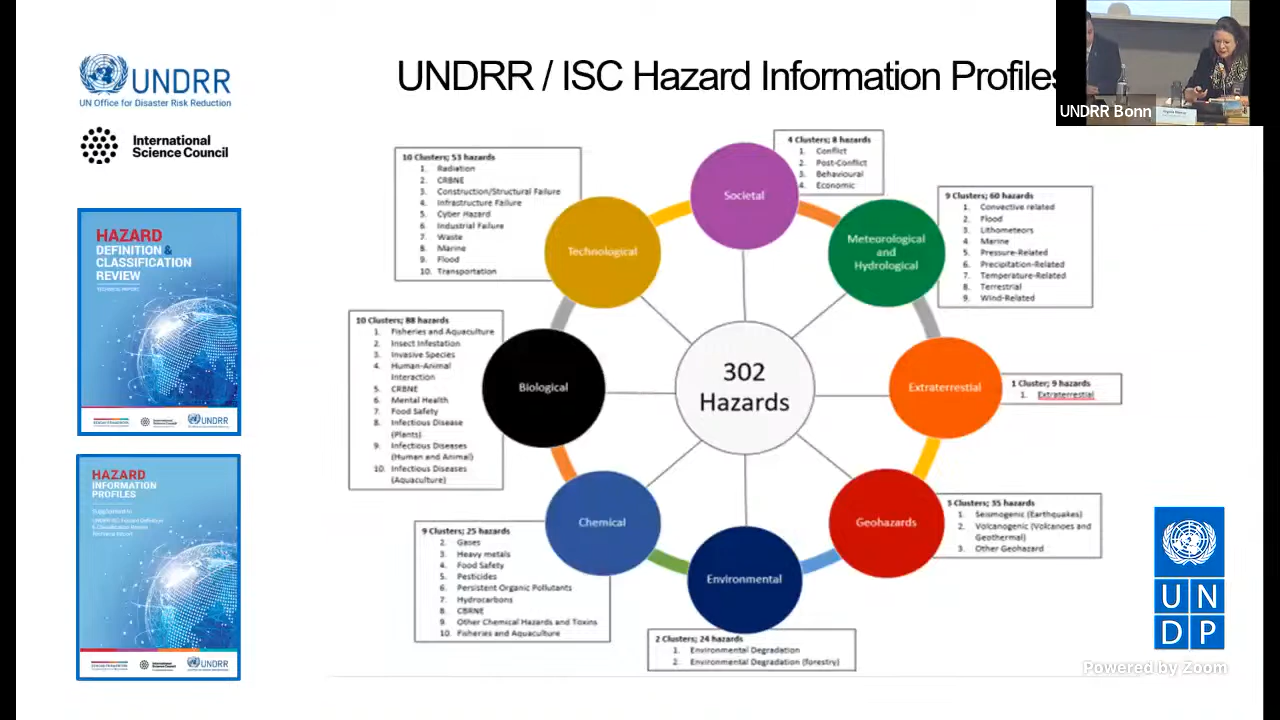 UNDRR
UN Office for Disaster Risk Reduction
International
Science Council
UNDRR / ISC Hazard Information Profiles
UNDRR Bonn
HAZARD
DEFINITION &
CLASSIFICATION
REVIEW
TECHNICAL REPORT
UNDRR
HAZARD
INFORMATION
PROFILES
Supplement to
UNDRR-ISC Hazard Definition
& Classification Review
Technical Report
UNDRR
302
Hazards
Societal
4 Clusters; 8 hazards
1. Conflict
2. Post-Conflict
3. Behavioural
4. Economic
Meteorological
and
Hydrological
9 Clusters; 60 hazards
1. Convective related
2. Flood
3. Lithometeors
4. Marine
5. Pressure-Related
6. Precipitation-Related
7. Temperature-Related
8. Terrestrial
9. Wind-Related
Extraterrestial
1 Cluster; 9 hazards
1. Extraterrestial
Geohazards
3 Clusters; 35 hazards
1. Seismogenic (Earthquakes)
2. Volcanogenic (Volcanoes and
Geothermal)
3. Other Geohazard
Environmental
2 Clusters; 24 hazards
1. Environmental Degradation
2. Environmental Degradation (forestry)
Chemical
9 Clusters; 25 hazards
2. Gases
3. Heavy metals
4. Food Safety
5. Pesticides
6. Persistent Organic Pollutants
7. Hydrocarbons
8. CBRNE
9. Other Chemical Hazards and Toxins
10. Fisheries and Aquaculture
Biological
10 Clusters; 88 hazards
1. Fisheries and Aquaculture
2. Insect Infestation
3. Invasive Species
4. Human-Animal
Interaction
5. CRBNE
6. Mental Health
7. Food Safety
8. Infectious Disease
(Plants)
9. Infectious Diseases
(Human and Animal)
10. Infectious Diseases
(Aquaculture)
Technological
10 Clusters; 53 hazards
1. Radiation
2. CRBNE
3. Construction/Structural Failure
4. Infrastructure Failure
5. Cyber Hazard
6. Industrial Failure
7. Waste
8. Marine
9. Flood
10. Transportation
U N
D P
Powered by Zoom